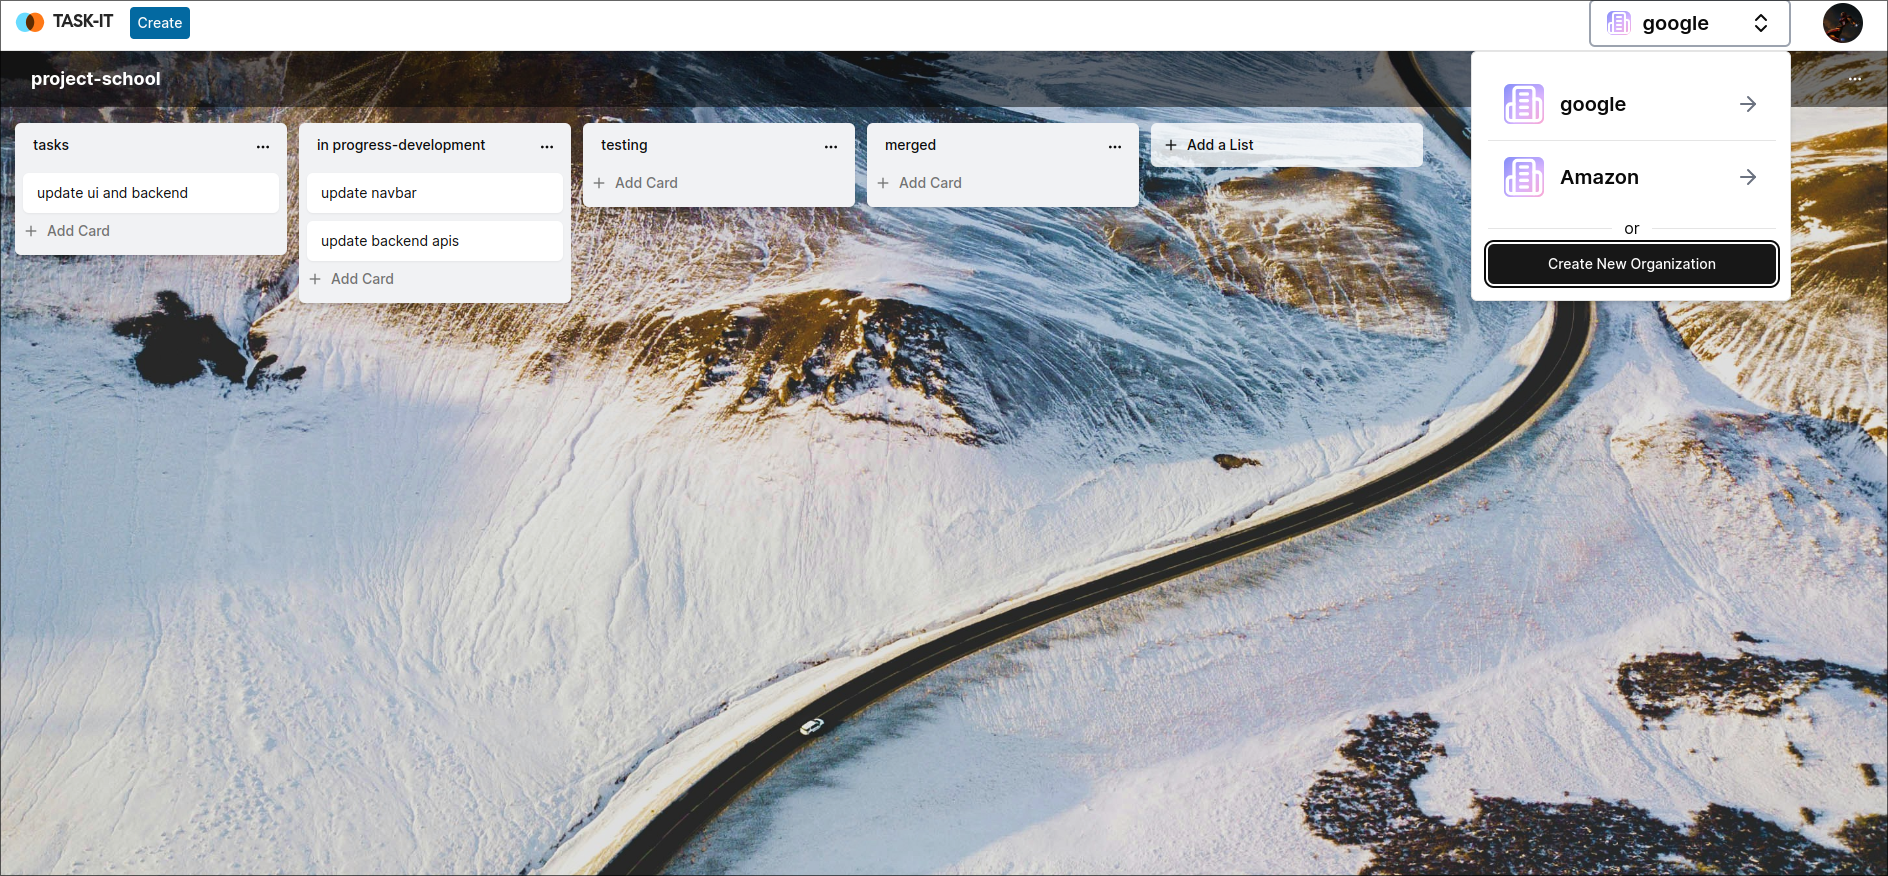 TASK-IT
Create
google
project-school
...
tasks
...
update ui and backend
+ Add Card
in progress-development
...
update navbar
update backend apis
+ Add Card
testing
...
+ Add Card
merged
...
+ Add Card
+ Add a List
google
Amazon
or
Create New Organization